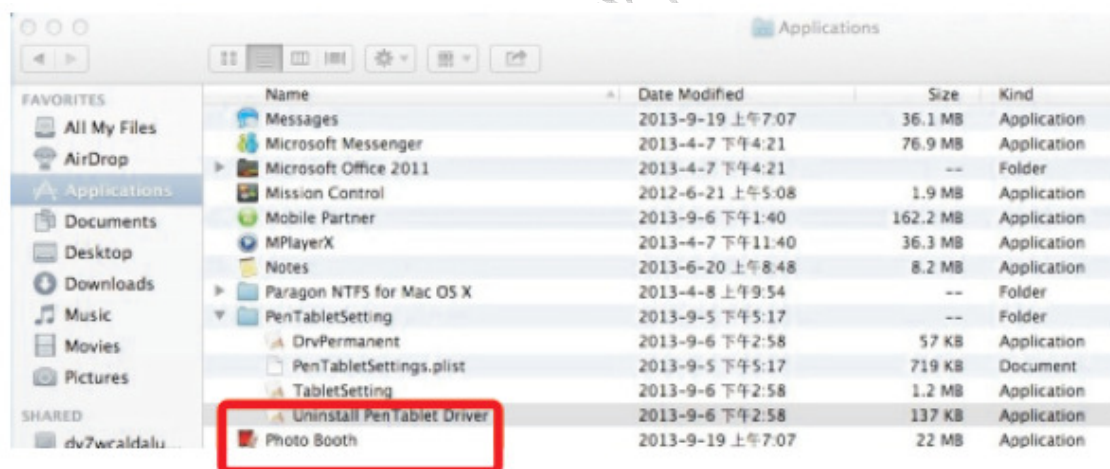 Applications
FAVORITES
All My Files
AirDrop
Applications
Documents
Desktop
Downloads
Music
Movies
Pictures
SHARED
dv7wcaldalu...
Name Date Modified Size Kind
Messages 2013-9-19 上午7:07 36.1 MB Application
Microsoft Messenger 2013-4-7 下午4:21 76.9 MB Application
Microsoft Office 2011 2013-4-7 下午4:21 -- Folder
Mission Control 2012-6-21 上午5:08 1.9 MB Application
Mobile Partner 2013-9-6 下午1:40 162.2 MB Application
MPlayerX 2013-4-7 下午11:40 36.3 MB Application
Notes 2013-6-20 上午8:48 8.2 MB Application
Paragon NTFS for Mac OS X 2013-4-8 上午9:54 -- Folder
PenTabletSetting 2013-9-5 下午5:17 -- Folder
DrvPermanent 2013-9-6 下午2:58 57 KB Application
PenTabletSettings.plist 2013-9-5 下午5:17 719 KB Document
TabletSetting 2013-9-6 下午2:58 1.2 MB Application
Uninstall PenTablet Driver 2013-9-6 下午2:58 137 KB Application
Photo Booth 2013-9-19 上午7:07 22 MB Application